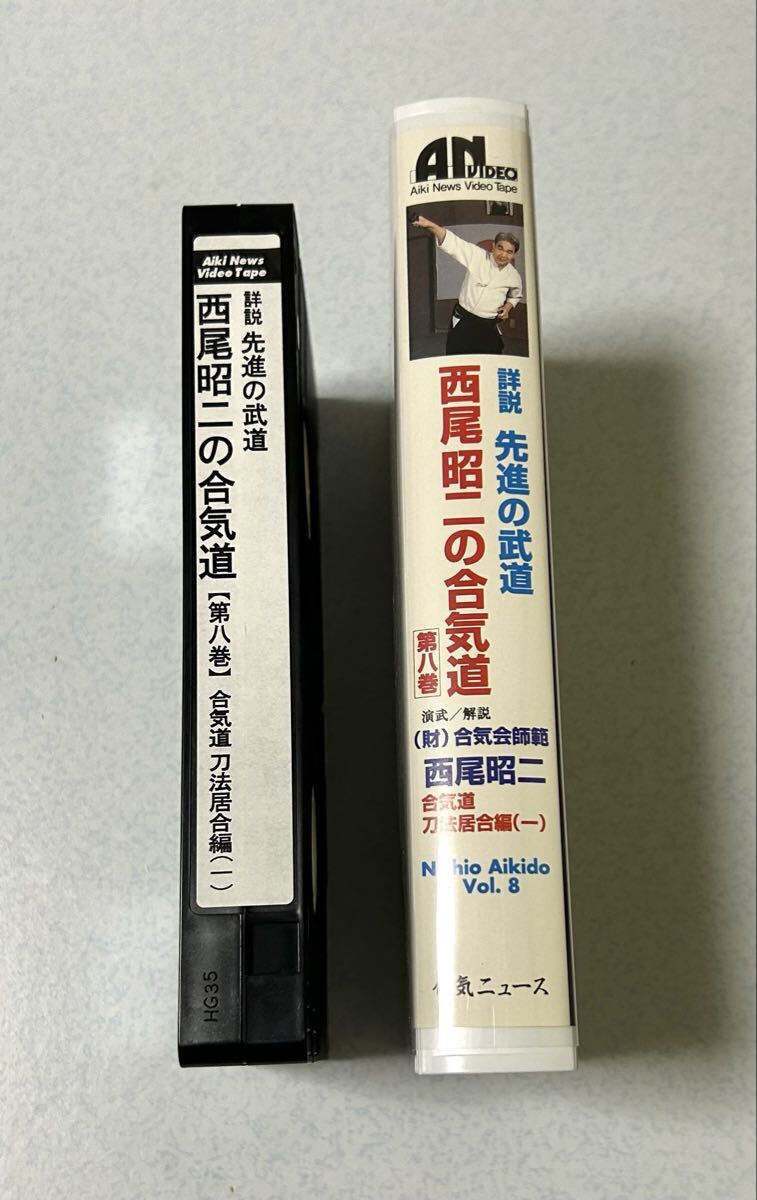 Aiki News
Video Tape
詳説 先進の武道
西尾昭二の合気道【第八巻】合気道 刀法居合編(一)
HG35
AN
VIDEO
Aiki News Video Tape
詳説 先進の武道
西尾昭二の合気道
第八巻
演武/解説
(財)合気会師範
西尾昭二
合気道
刀法居合編(一)
Aikido
Vol. 8
気ニュース